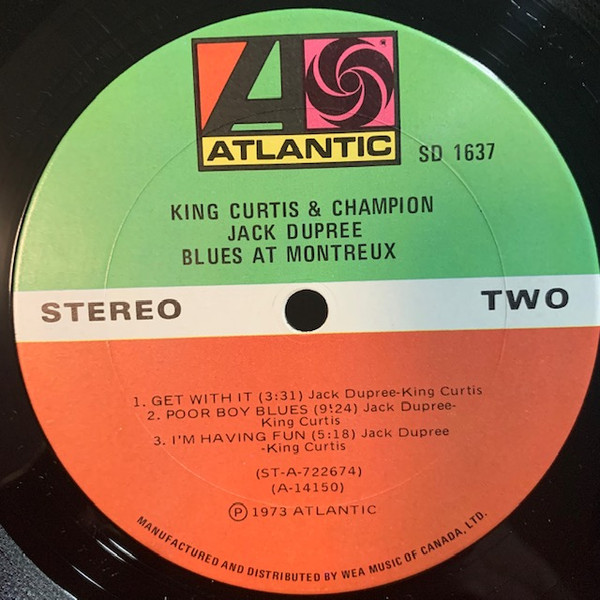 ATLANTIC
SD 1637
KING CURTIS & CHAMPION
JACK DUPREE
BLUES AT MONTREUX
STEREO
TWO
1. GET WITH IT (3:31) Jack Dupree-King Curtis
2. POOR BOY BLUES (9:24) Jack Dupree-
King Curtis
3. I'M HAVING FUN (5:18) Jack Dupree
-King Curtis
(ST-A-722674)
(A-14150)
Ⓟ 1973 ATLANTIC
MANUFACTURED AND DISTRIBUTED BY WEA MUSIC OF CANADA, LTD.